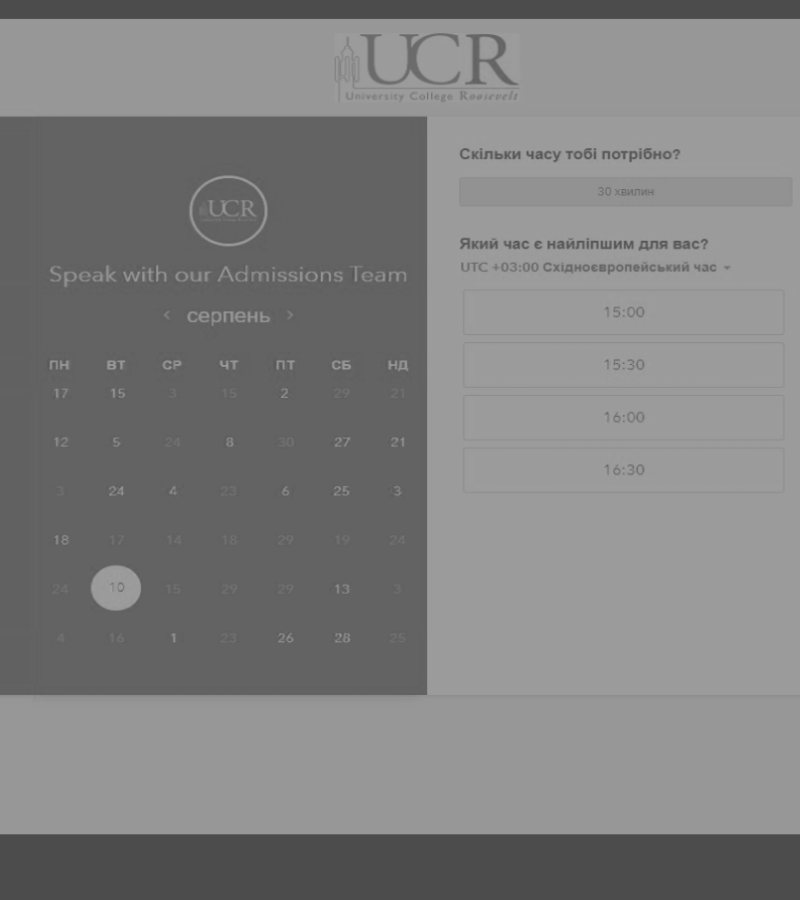 UCR
University College Roosevelt
UCR
Speak with our Admissions Team
‹ серпень ›
ПН ВТ СР ЧТ ПТ СБ НД
17 15 3 15 2 29 21
12 5 24 8 30 27 21
3 24 4 23 6 25 3
18 17 14 18 29 19 24
24 10 15 29 29 13 3
4 16 1 23 26 28 25
Скільки часу тобі потрібно?
30 хвилин
Який час є найліпшим для вас?
UTC +03:00 Східноєвропейський час
15:00
15:30
16:00
16:30